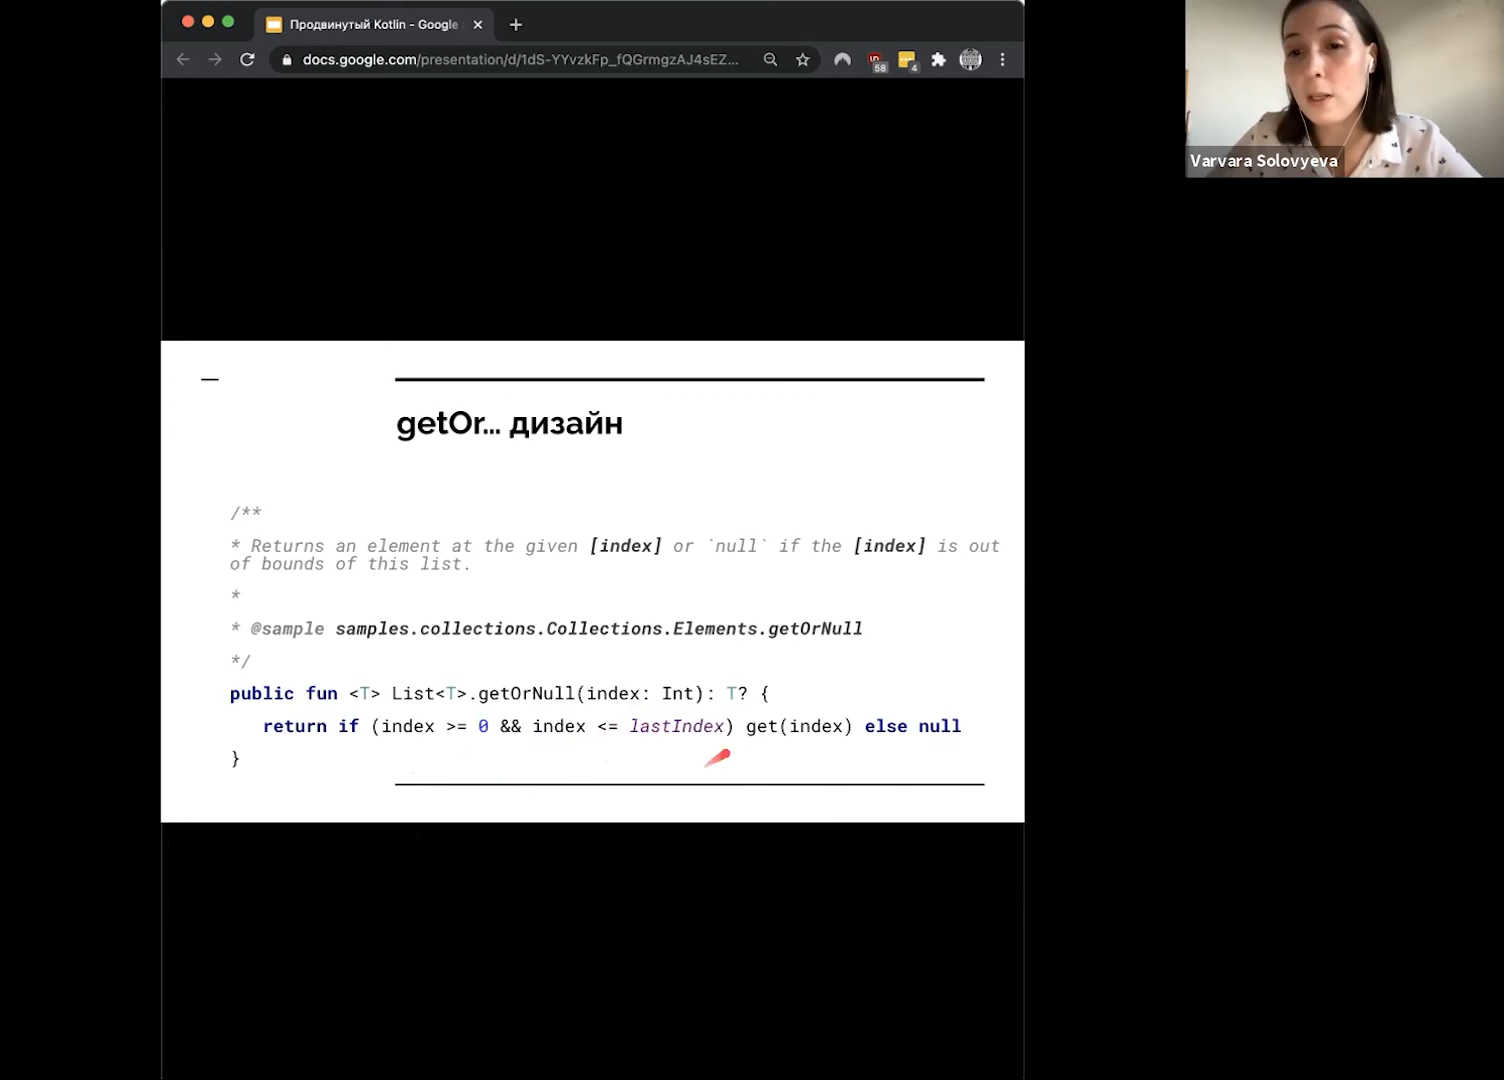 Продвинутый Kotlin - Google
docs.google.com/presentation/d/1dS-YYvzkFp_fQGrmgzAJ4sEZ...
58
4
Varvara Solovyeva
getOr... дизайн
/**
* Returns an element at the given [index] or `null` if the [index] is out
of bounds of this list.
*
* @sample samples.collections.Collections.Elements.getOrNull
*/
public fun <T> List<T>.getOrNull(index: Int): T? {
return if (index >= 0 && index <= lastIndex) get(index) else null
}